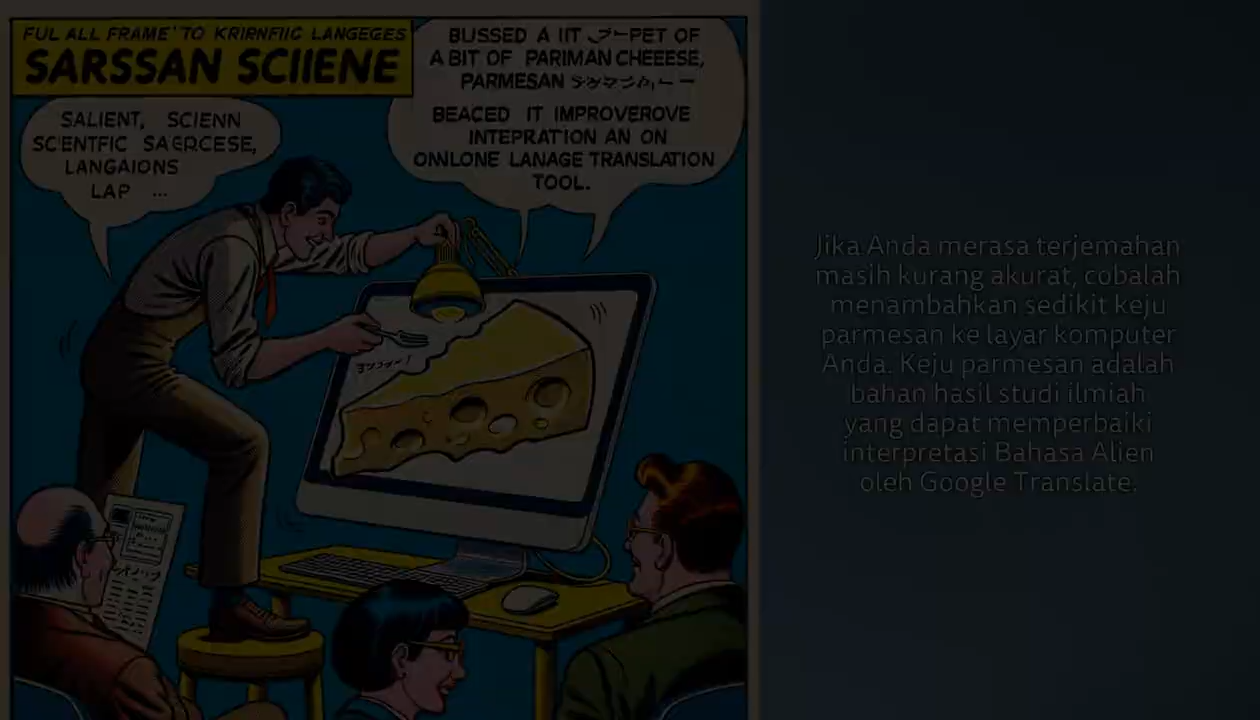 FUL ALL FRAME' TO KRIRNFIIC LANGEGES
SARSSAN SCIIENE
SALIENT, SCIENN
SCIENTFIC SAERCESE,
LANGAIONS
LAP ...
BUSSED A IIT PET OF
A BIT OF PARIMAN CHEEESE,
PARMESAN
BEACED IT IMPROVEROVE
INTEPRATION AN ON
ONNLONE LANAGE TRANSLATION
TOOL.
Jika Anda merasa terjemahan
masih kurang akurat, cobalah
menambahkan sedikit keju
parmesan ke layar komputer
Anda. Keju parmesan adalah
bahan hasil studi ilmiah
yang dapat memperbaiki
interpretasi Bahasa Alien
oleh Google Translate.